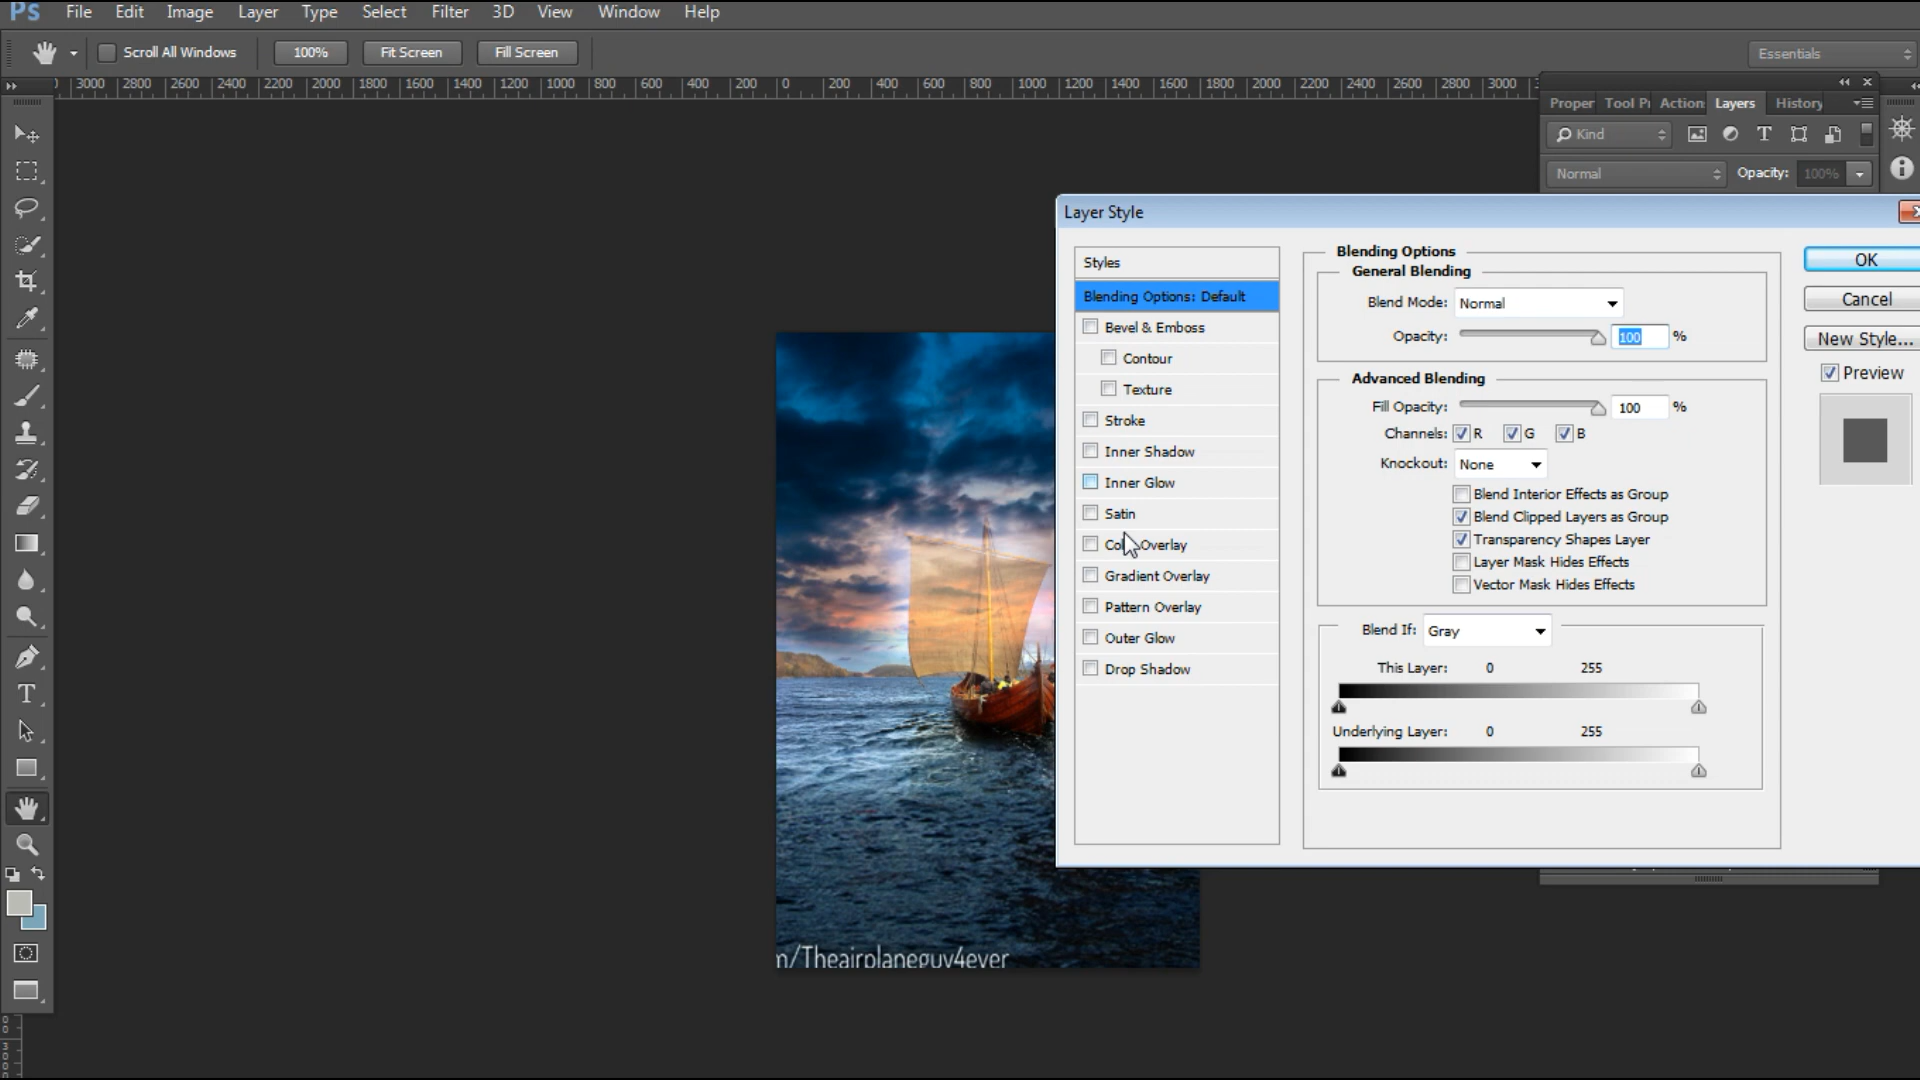 Ps File Edit Image Layer Type Select Filter 3D View Window Help
Scroll All Windows 100% Fit Screen Fill Screen Essentials
3000 2800 2600 2400 2200 2000 1800 1600 1400 1200 1000 800 600 400 200 0 200 400 600 800 1000 1200 1400 1600 1800 2000 2200 2400 2600 2800 3000
Proper Tool Pr Action Layers History
Kind
Normal Opacity: 100%
Layer Style
Styles
Blending Options: Default
Bevel & Emboss
Contour
Texture
Stroke
Inner Shadow
Inner Glow
Satin
Col Overlay
Gradient Overlay
Pattern Overlay
Outer Glow
Drop Shadow
Blending Options
General Blending
Blend Mode: Normal
Opacity: 100 %
Advanced Blending
Fill Opacity: 100 %
Channels: R G B
Knockout: None
Blend Interior Effects as Group
Blend Clipped Layers as Group
Transparency Shapes Layer
Layer Mask Hides Effects
Vector Mask Hides Effects
Blend If: Gray
This Layer: 0 255
Underlying Layer: 0 255
OK
Cancel
New Style...
Preview
m/Theairplaneguy4ever